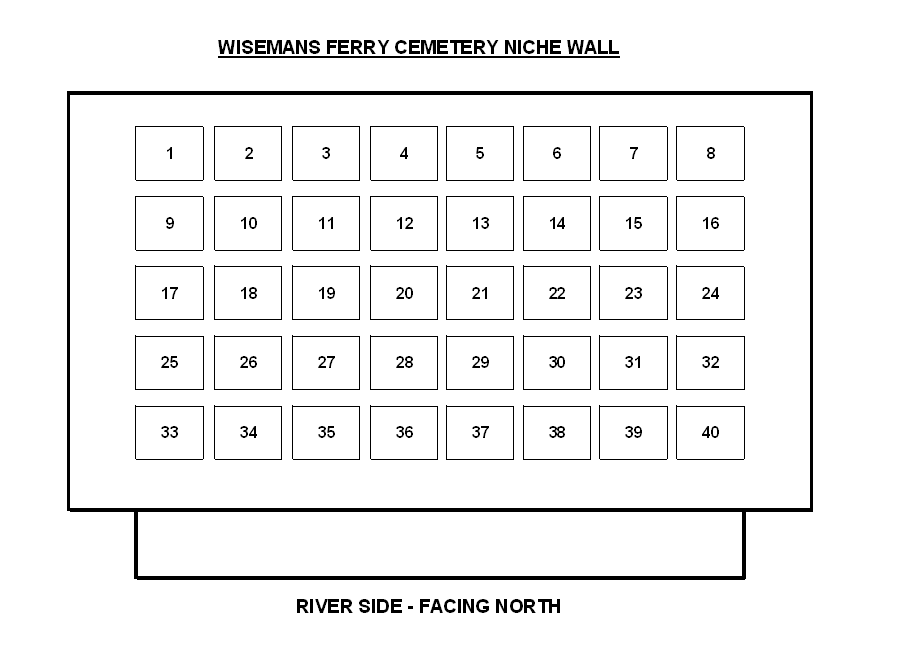 WISEMANS FERRY CEMETERY NICHE WALL
1 2 3 4 5 6 7 8
9 10 11 12 13 14 15 16
17 18 19 20 21 22 23 24
25 26 27 28 29 30 31 32
33 34 35 36 37 38 39 40
RIVER SIDE - FACING NORTH